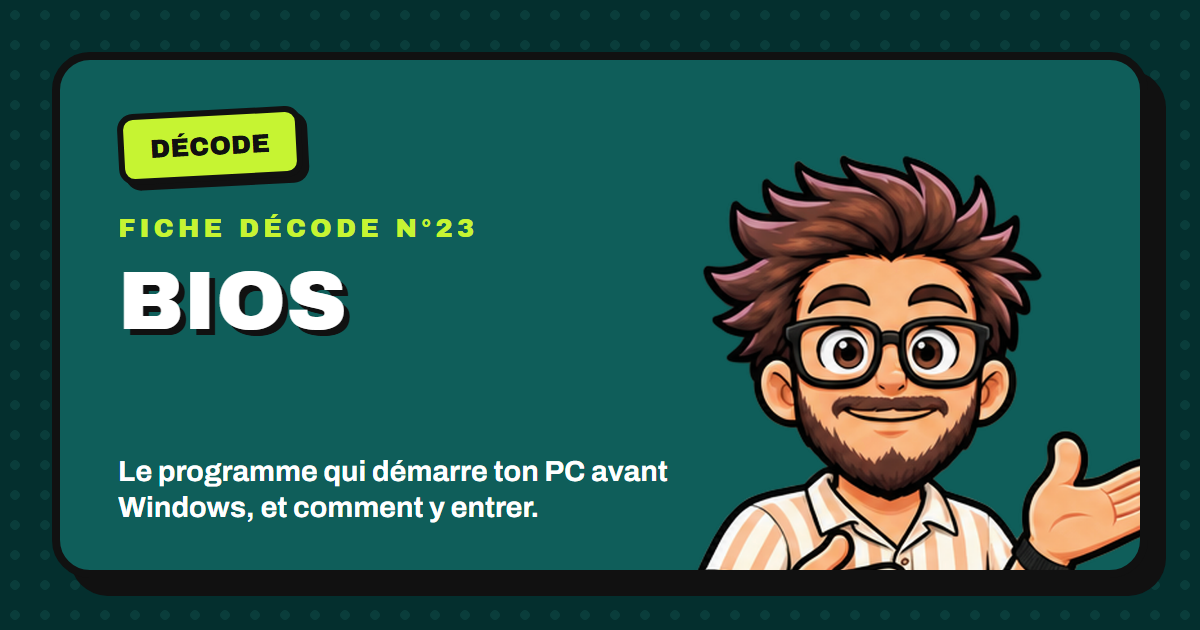 DÉCODE
FICHE DÉCODE N°23
BIOS
Le programme qui démarre ton PC avant
Windows, et comment y entrer.